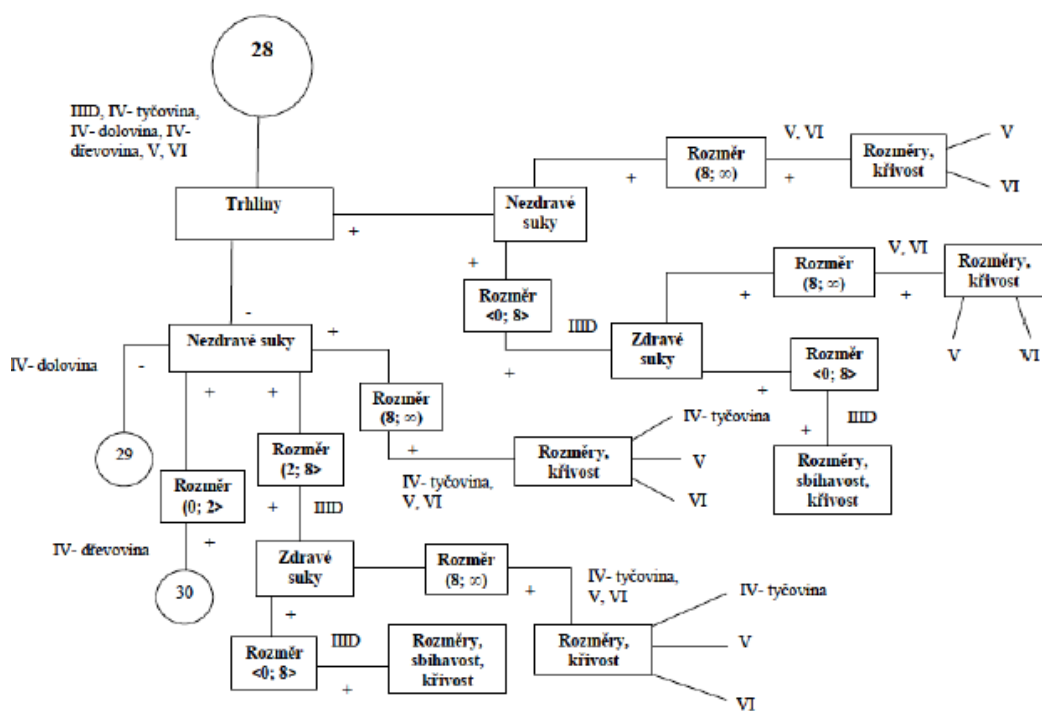 28
IIID, IV- tyčovina,
IV- dolovina, IV-
dřevovina, V, VI
Trhliny
+
-
Nezdravé
suky
+
Rozměr
(8; ∞)
V, VI
+
Rozměry,
křivost
V
VI
+
Rozměr
<0; 8>
IIID
+
Zdravé
suky
+
Rozměr
(8; ∞)
V, VI
+
Rozměry,
křivost
V
VI
+
Rozměr
<0; 8>
IIID
+
Rozměry,
sbíhavost,
křivost
Nezdravé suky
IV- dolovina
-
29
+
Rozměr
(0; 2>
IV- dřevovina
+
30
+
Rozměr
(2; 8>
+
IIID
+
Rozměr
(8; ∞)
+
IV- tyčovina,
V, VI
Rozměry,
křivost
IV- tyčovina
V
VI
Zdravé
suky
+
Rozměr
(8; ∞)
+
IV- tyčovina,
V, VI
Rozměry,
křivost
IV- tyčovina
V
VI
+
Rozměr
<0; 8>
IIID
+
Rozměry,
sbíhavost,
křivost